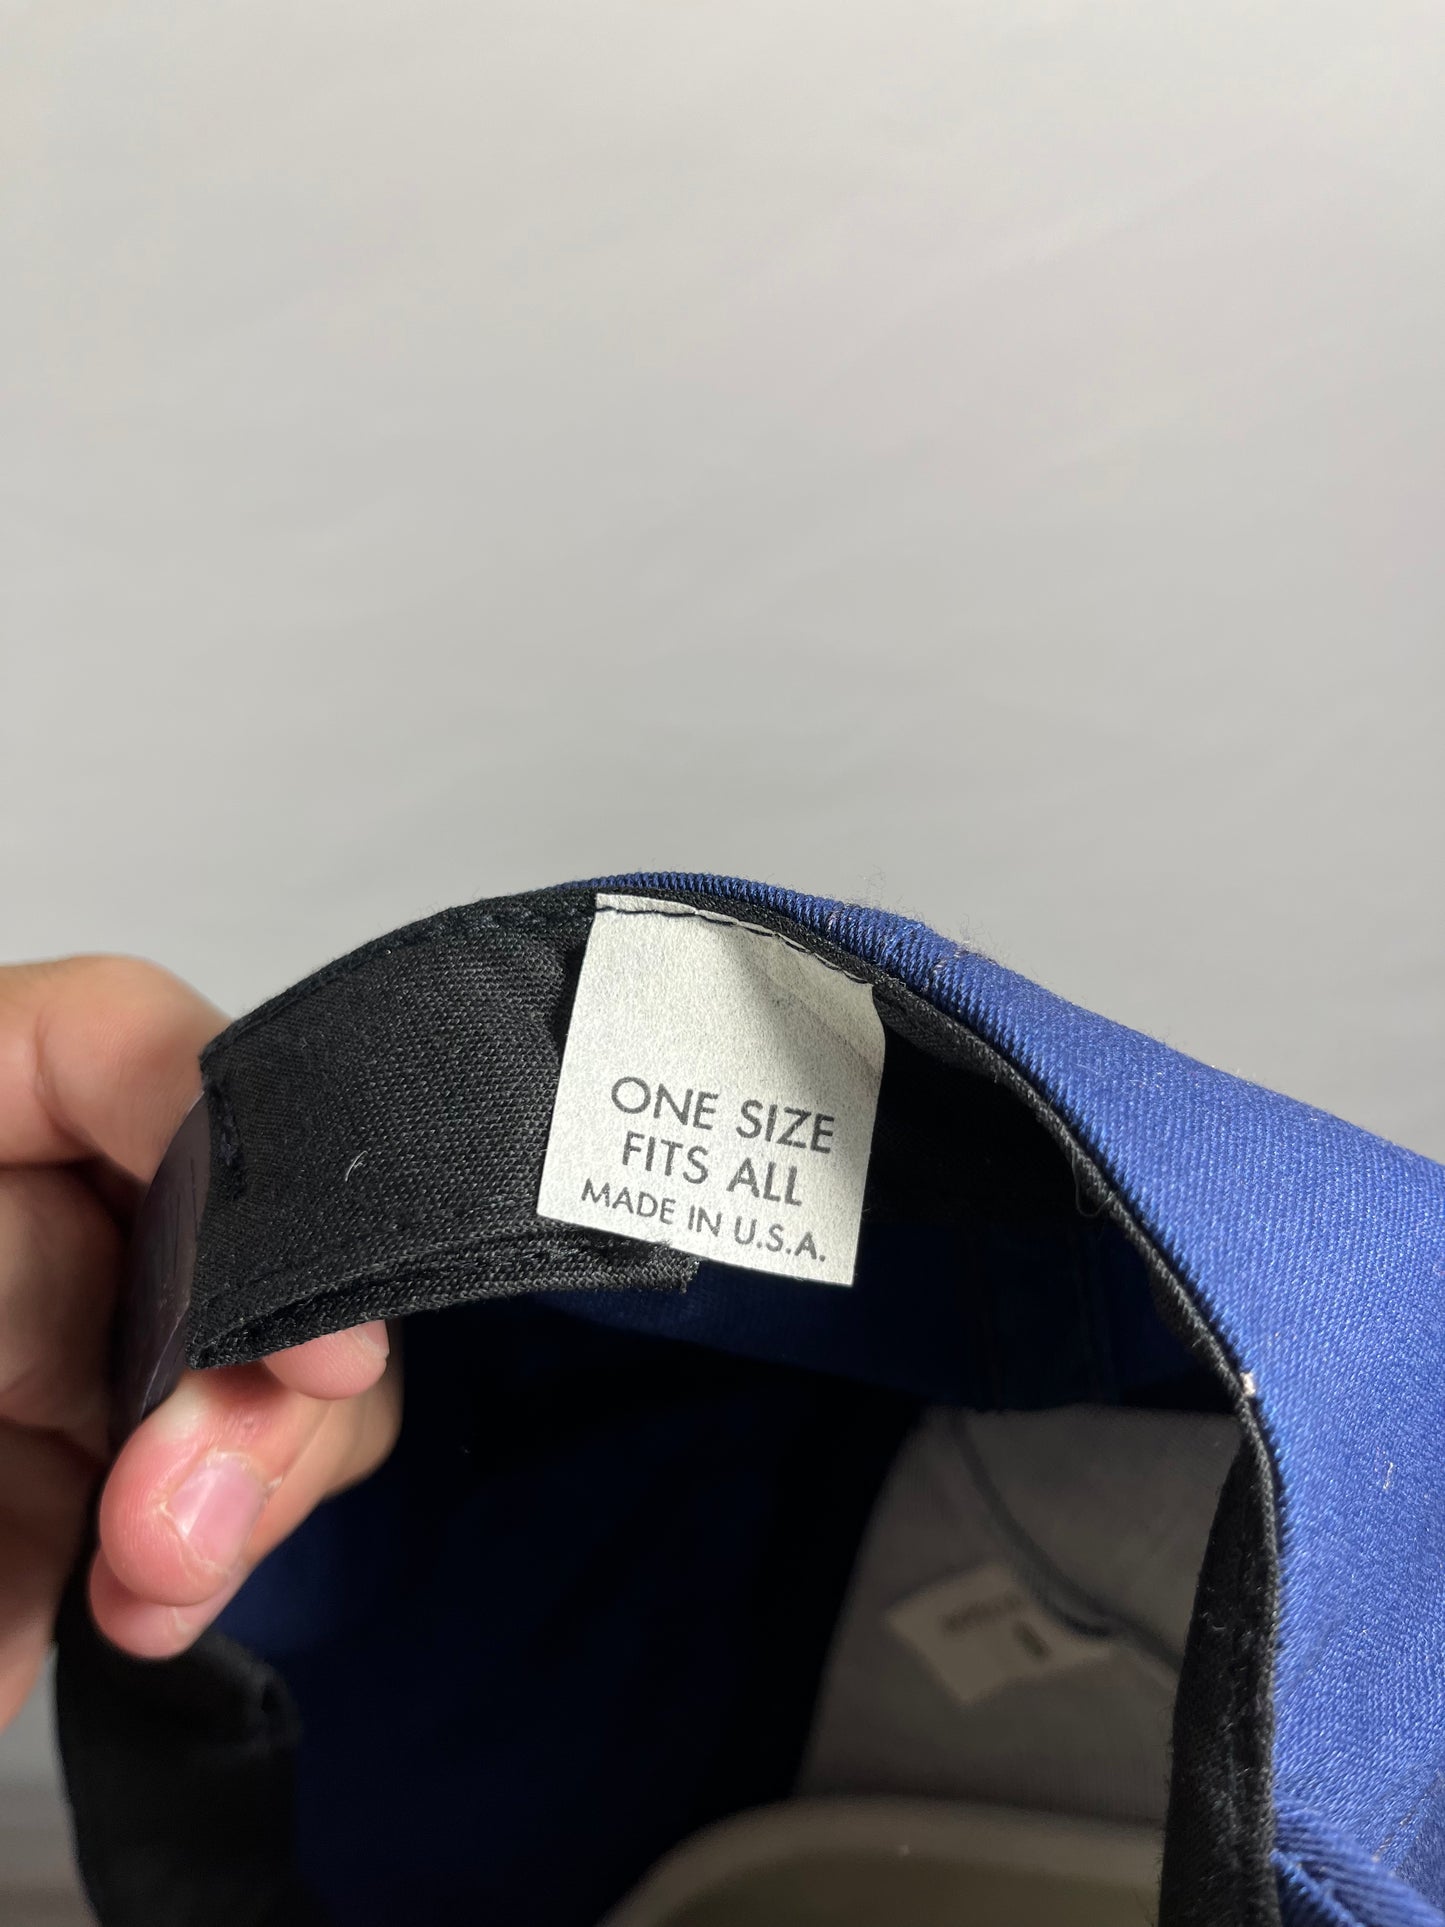 ONE SIZE
FITS ALL
MADE IN U.S.A.